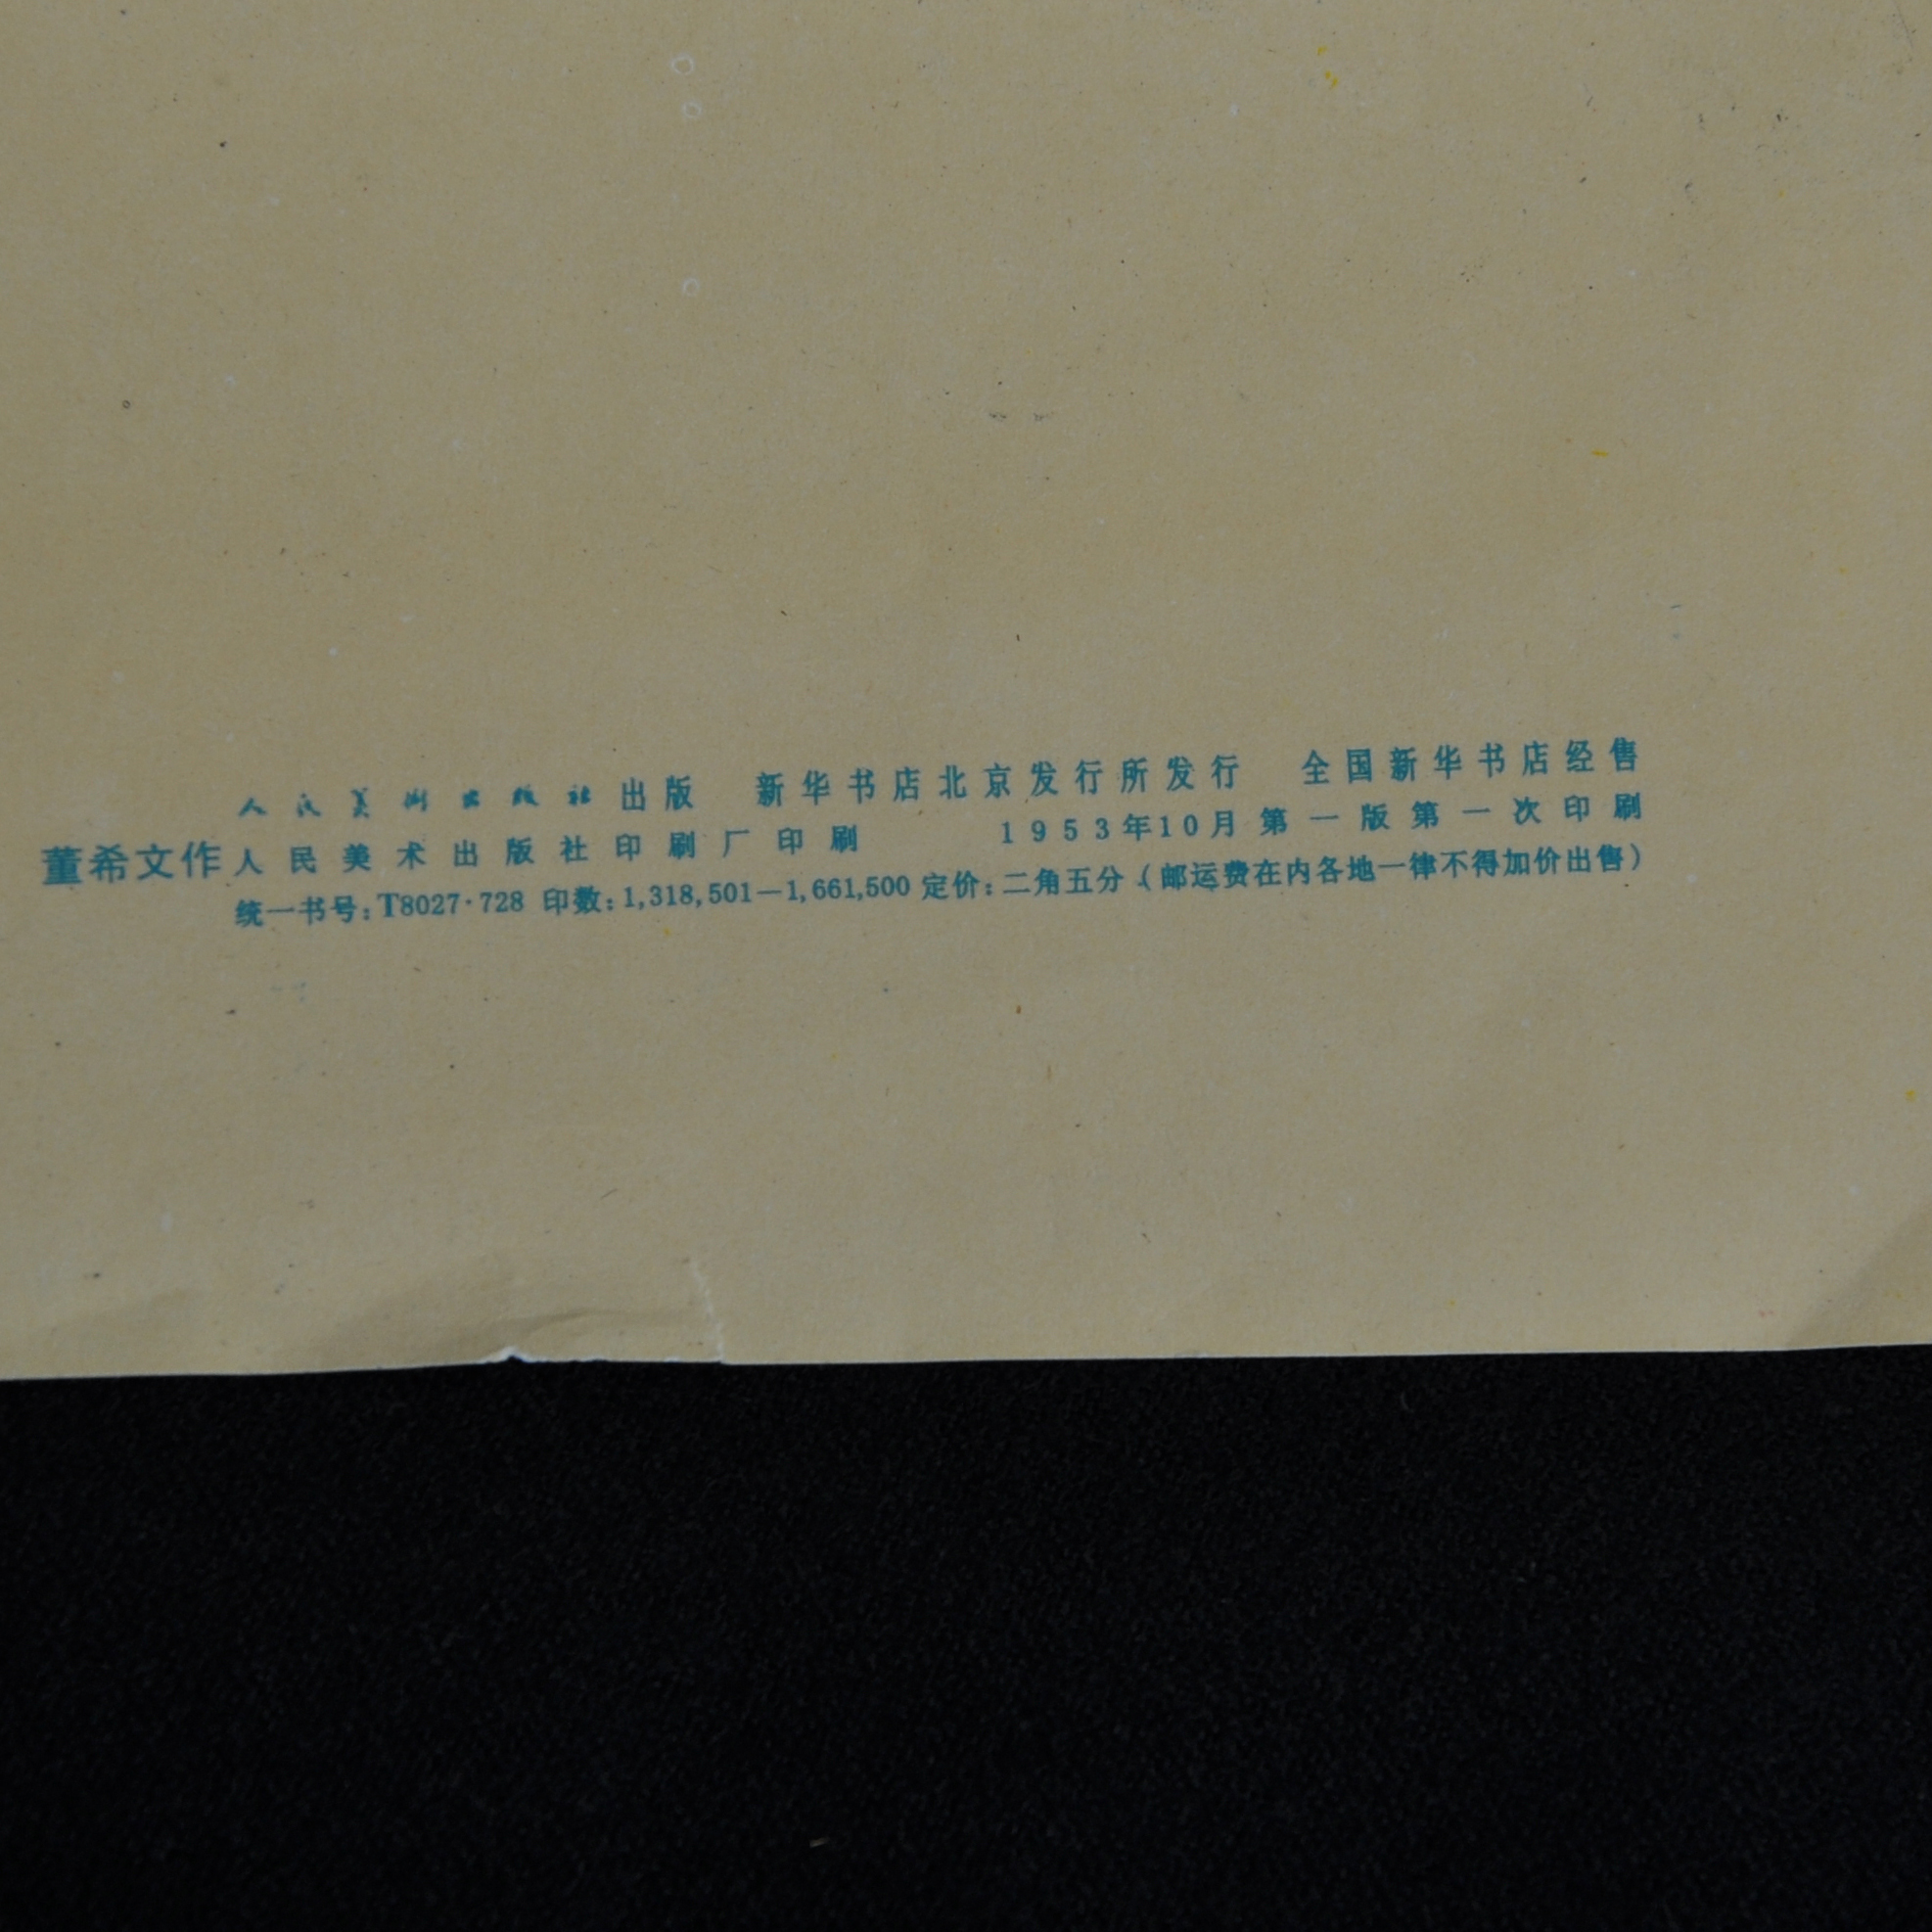 人民美术出版社出版 新华书店北京发行所发行 全国新华书店经售
董希文作 人民美术出版社印刷厂印刷 1953年10月第一版第一次印刷
统一书号:T8027·728 印数:1,318,501—1,661,500 定价:二角五分(邮运费在内各地一律不得加价出售)